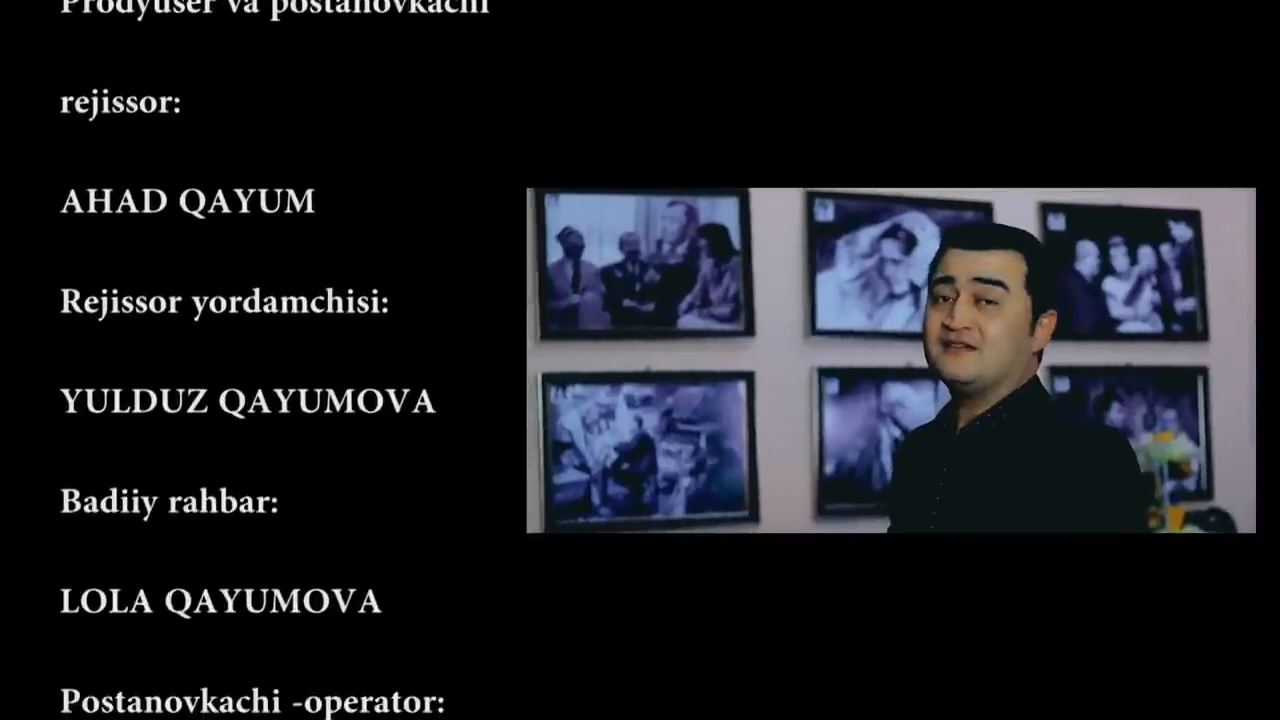 Prodyuser va postanovkachi
rejissor:
AHAD QAYUM
Rejissor yordamchisi:
YULDUZ QAYUMOVA
Badiiy rahbar:
LOLA QAYUMOVA
Postanovkachi -operator: